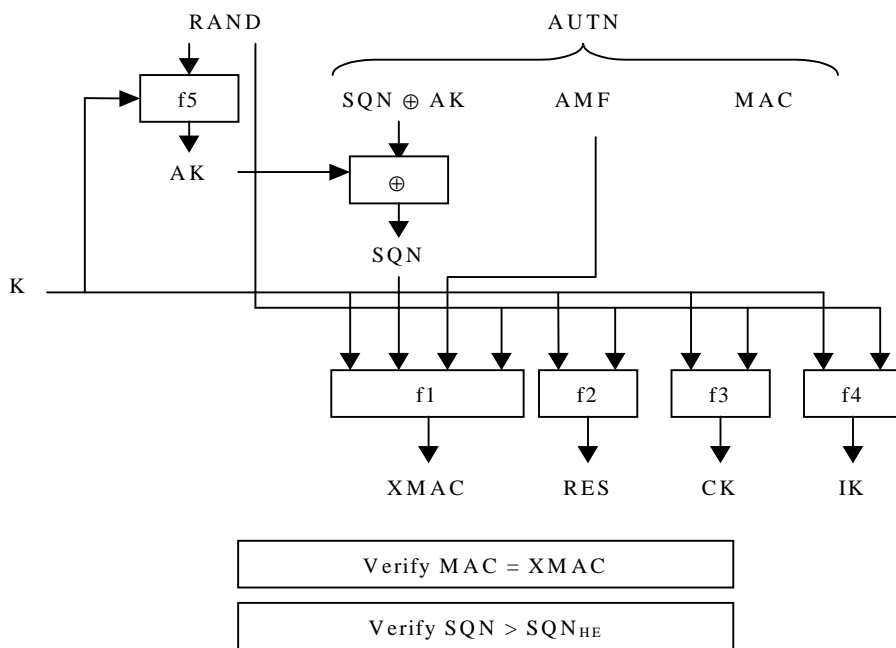 RAND AUTN
f5 SQN ⊕ AK AMF MAC
AK ⊕
SQN
K
f1 f2 f3 f4
XMAC RES CK IK
Verify MAC = XMAC
Verify SQN > SQN_HE